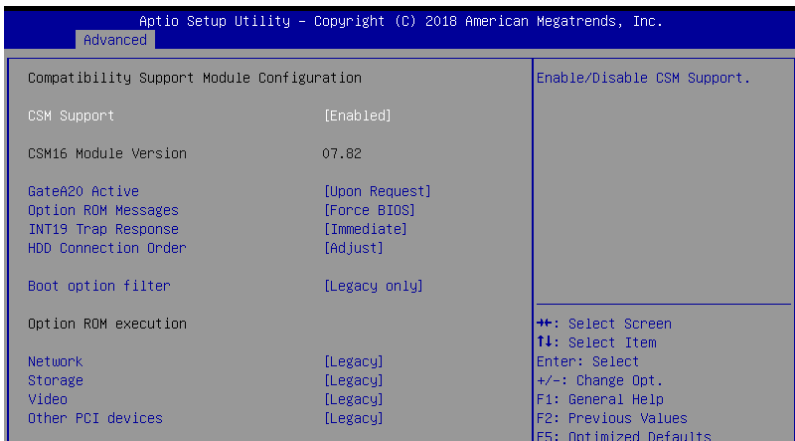 Aptio Setup Utility – Copyright (C) 2018 American Megatrends, Inc.
Advanced
Compatibility Support Module Configuration
CSM Support [Enabled]
CSM16 Module Version 07.82
GateA20 Active [Upon Request]
Option ROM Messages [Force BIOS]
INT19 Trap Response [Immediate]
HDD Connection Order [Adjust]
Boot option filter [Legacy only]
Option ROM execution
Network [Legacy]
Storage [Legacy]
Video [Legacy]
Other PCI devices [Legacy]
Enable/Disable CSM Support.
→←: Select Screen
↑↓: Select Item
Enter: Select
+/-: Change Opt.
F1: General Help
F2: Previous Values
F5: Optimized Defaults